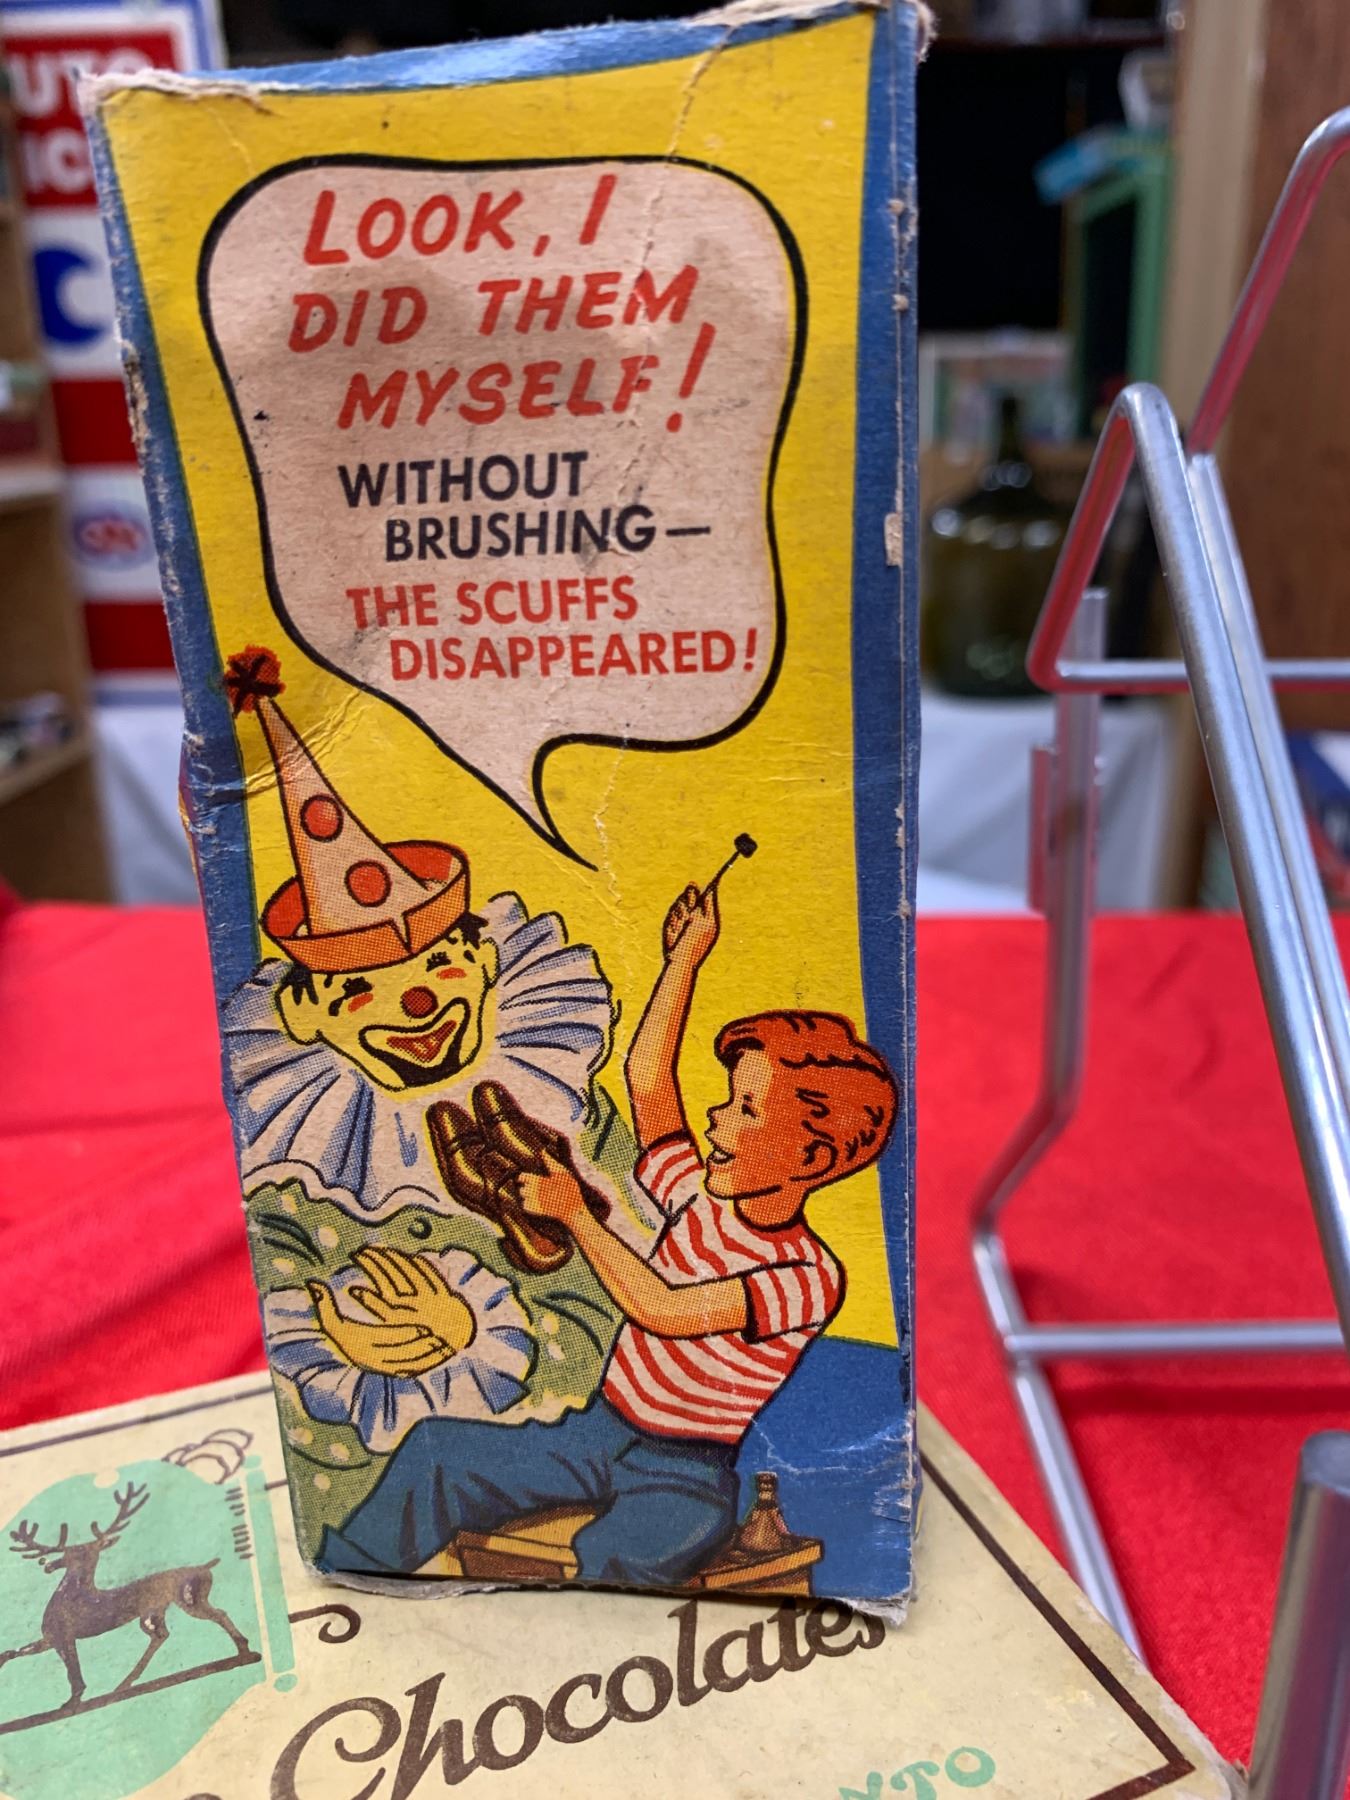 LOOK, I
DID THEM
MYSELF!
WITHOUT
BRUSHING—
THE SCUFFS
DISAPPEARED!
Chocolates